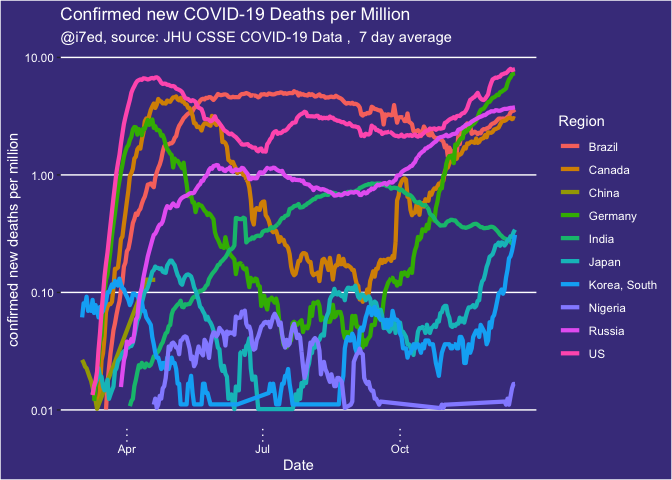 Confirmed new COVID-19 Deaths per Million
@i7ed, source: JHU CSSE COVID-19 Data , 7 day average
10.00
1.00
0.10
0.01
confirmed new deaths per million
Apr
Jul
Oct
Date
Region
Brazil
Canada
China
Germany
India
Japan
Korea, South
Nigeria
Russia
US